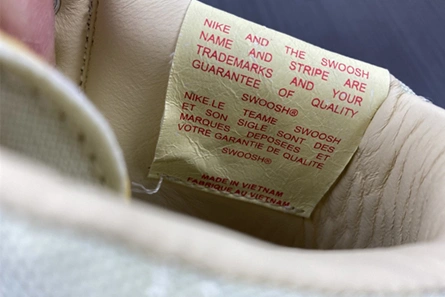 NIKE AND THE SWOOSH
NAME AND STRIPE ARE
TRADEMARKS AND YOUR
GUARANTEE OF QUALITY
SWOOSH®
NIKE LE TEAME SWOOSH
ET SON SIGLE SONT DES
MARQUES DEPOSEES ET
VOTRE GARANTIE DE QUALITE
SWOOSH®
MADE IN VIETNAM
FABRIQUE AU VIETNAM